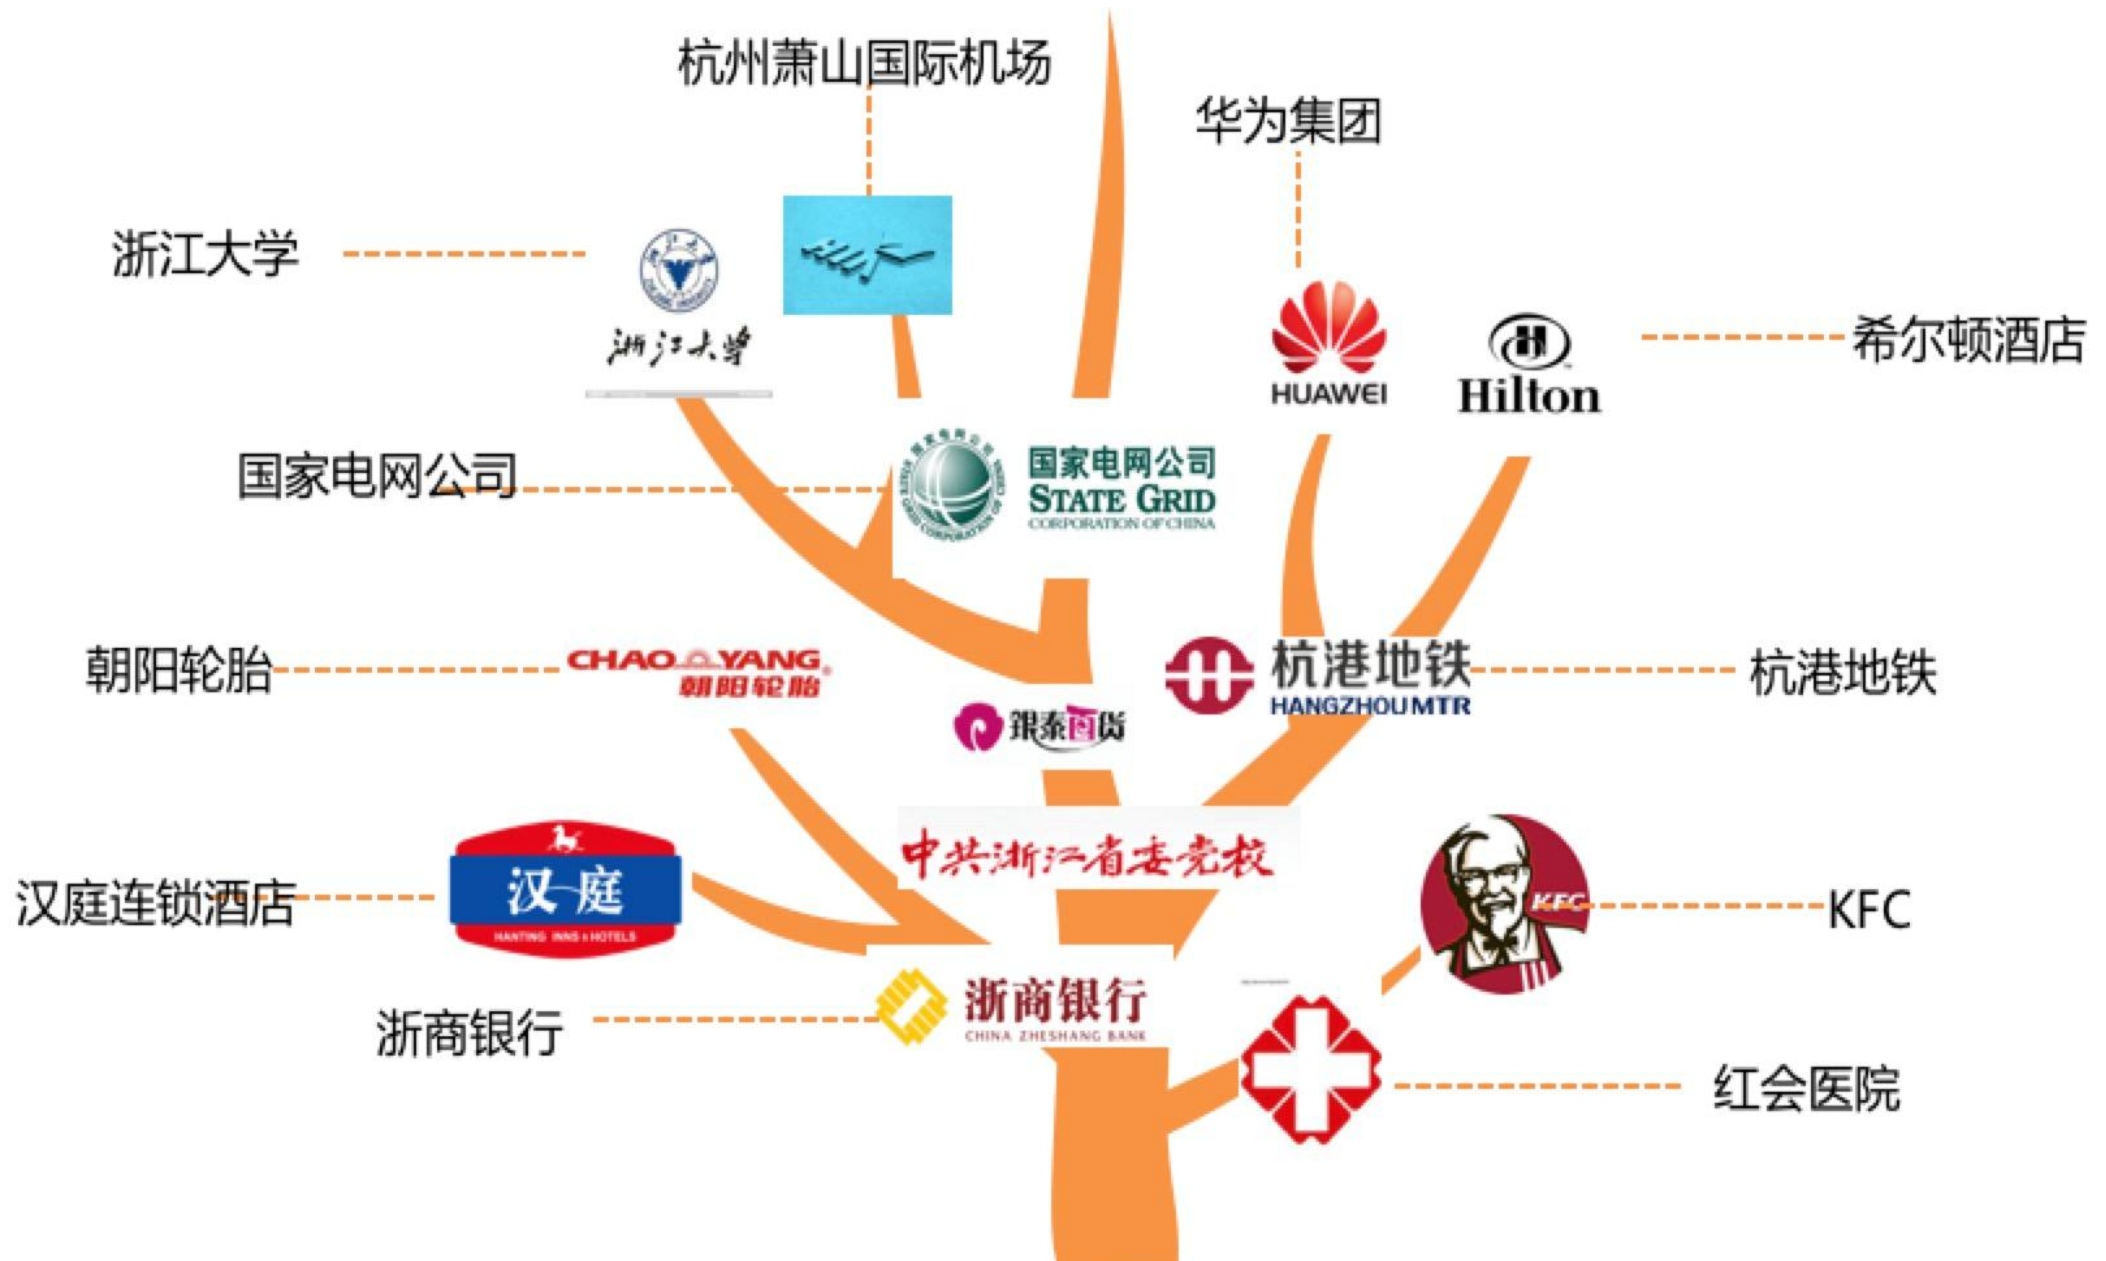 杭州萧山国际机场
华为集团
浙江大学
浙江大学
HUAWEI
Hilton
希尔顿酒店
国家电网公司
国家电网公司
STATE GRID
CORPORATION OF CHINA
朝阳轮胎
CHAO YANG
朝阳轮胎
銀泰百货
杭港地铁
HANGZHOUMTR
杭港地铁
中共浙江省委党校
汉庭连锁酒店
汉庭
HANTING INNS & HOTELS
KFC
KFC
浙商银行
浙商银行
CHINA ZHESHANG BANK
红会医院